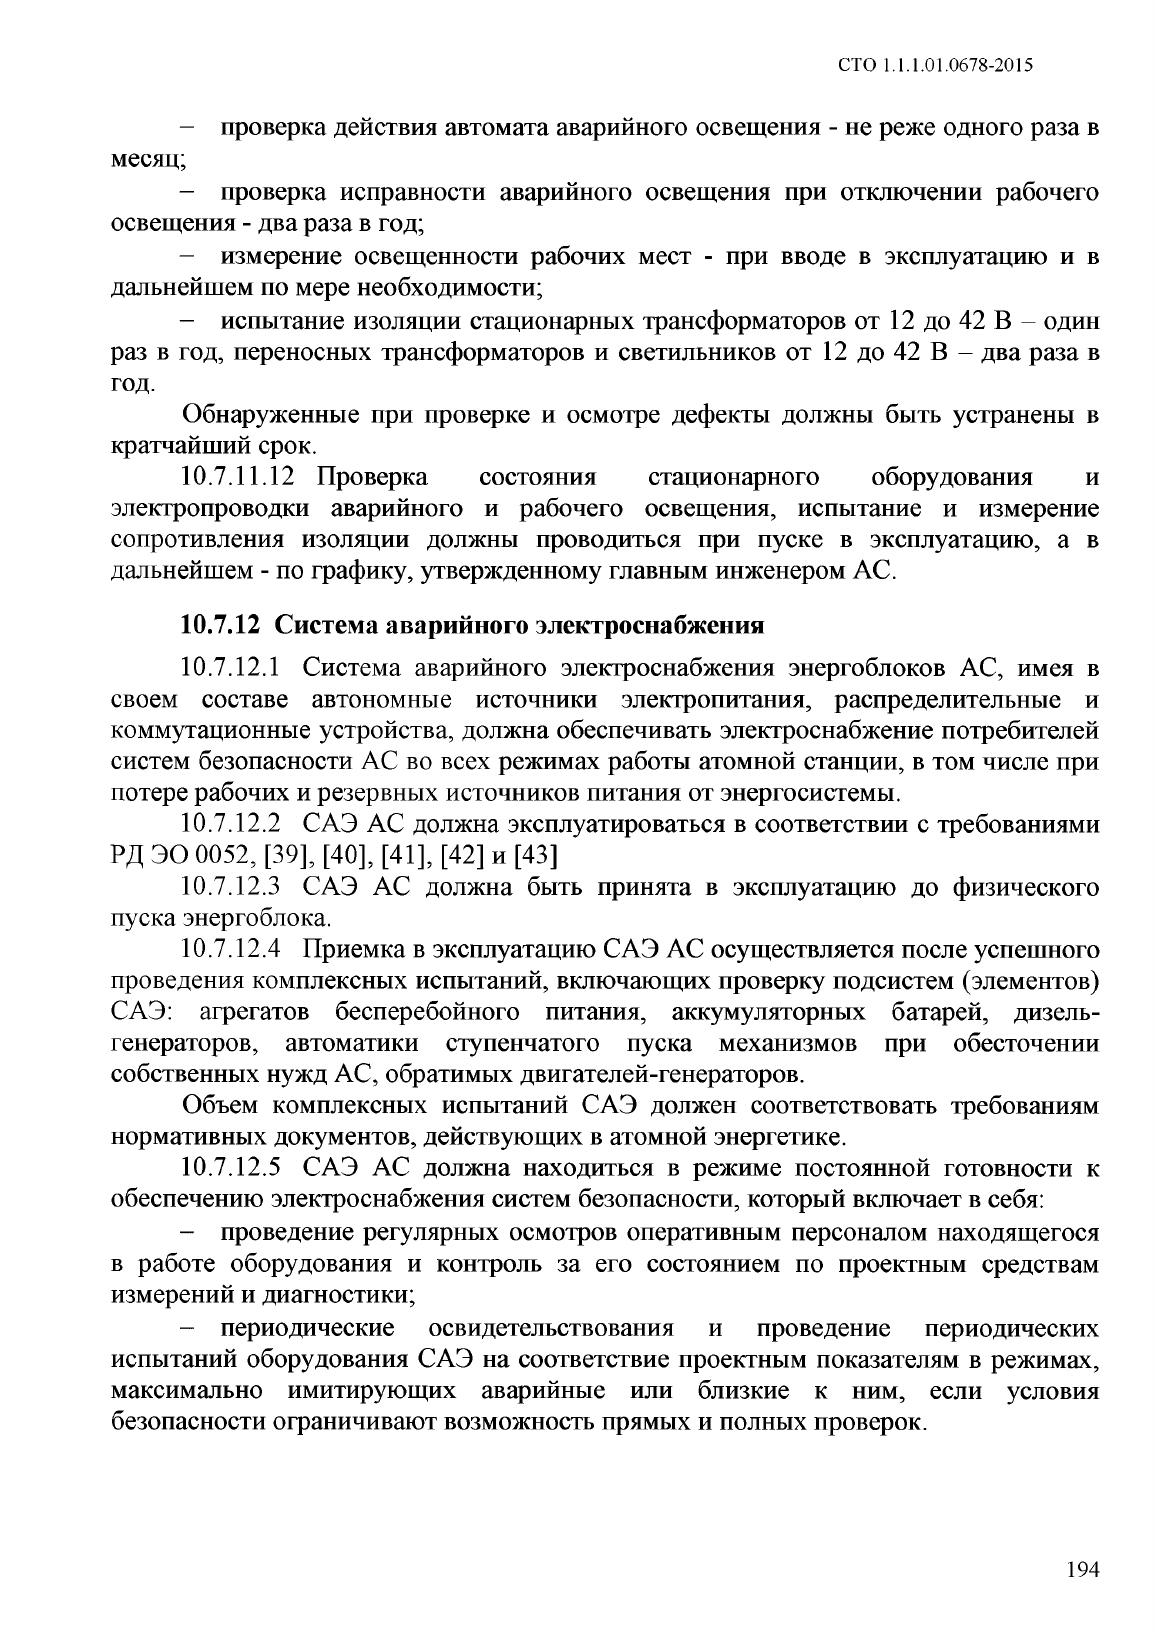 СТО 1.1.1.01.0678-2015
– проверка действия автомата аварийного освещения - не реже одного раза в
месяц;
– проверка исправности аварийного освещения при отключении рабочего
освещения - два раза в год;
– измерение освещенности рабочих мест - при вводе в эксплуатацию и в
дальнейшем по мере необходимости;
– испытание изоляции стационарных трансформаторов от 12 до 42 В – один
раз в год, переносных трансформаторов и светильников от 12 до 42 В – два раза в
год.
Обнаруженные при проверке и осмотре дефекты должны быть устранены в
кратчайший срок.
10.7.11.12 Проверка состояния стационарного оборудования и
электропроводки аварийного и рабочего освещения, испытание и измерение
сопротивления изоляции должны проводиться при пуске в эксплуатацию, а в
дальнейшем - по графику, утвержденному главным инженером АС.
10.7.12 Система аварийного электроснабжения
10.7.12.1 Система аварийного электроснабжения энергоблоков АС, имея в
своем составе автономные источники электропитания, распределительные и
коммутационные устройства, должна обеспечивать электроснабжение потребителей
систем безопасности АС во всех режимах работы атомной станции, в том числе при
потере рабочих и резервных источников питания от энергосистемы.
10.7.12.2 САЭ АС должна эксплуатироваться в соответствии с требованиями
РД ЭО 0052, [39], [40], [41], [42] и [43]
10.7.12.3 САЭ АС должна быть принята в эксплуатацию до физического
пуска энергоблока.
10.7.12.4 Приемка в эксплуатацию САЭ АС осуществляется после успешного
проведения комплексных испытаний, включающих проверку подсистем (элементов)
САЭ: агрегатов бесперебойного питания, аккумуляторных батарей, дизель-
генераторов, автоматики ступенчатого пуска механизмов при обесточении
собственных нужд АС, обратимых двигателей-генераторов.
Объем комплексных испытаний САЭ должен соответствовать требованиям
нормативных документов, действующих в атомной энергетике.
10.7.12.5 САЭ АС должна находиться в режиме постоянной готовности к
обеспечению электроснабжения систем безопасности, который включает в себя:
– проведение регулярных осмотров оперативным персоналом находящегося
в работе оборудования и контроль за его состоянием по проектным средствам
измерений и диагностики;
– периодические освидетельствования и проведение периодических
испытаний оборудования САЭ на соответствие проектным показателям в режимах,
максимально имитирующих аварийные или близкие к ним, если условия
безопасности ограничивают возможность прямых и полных проверок.
194